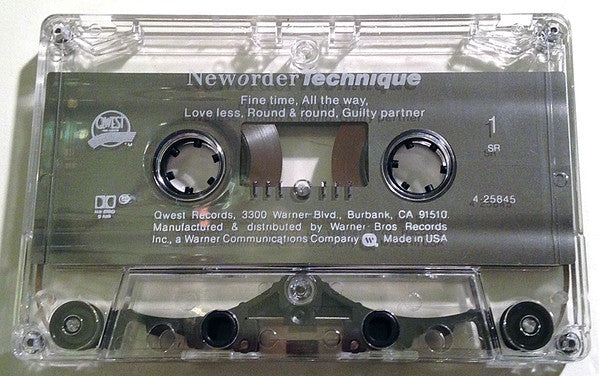 Neworder Technique
Fine time, All the way,
Love less, Round & round, Guilty partner
QWEST
TM
1
SR
4-25845
Qwest Records, 3300 Warner Blvd., Burbank, CA 91510.
Manufactured & distributed by Warner Bros Records
Inc., a Warner Communications Company W Made in USA